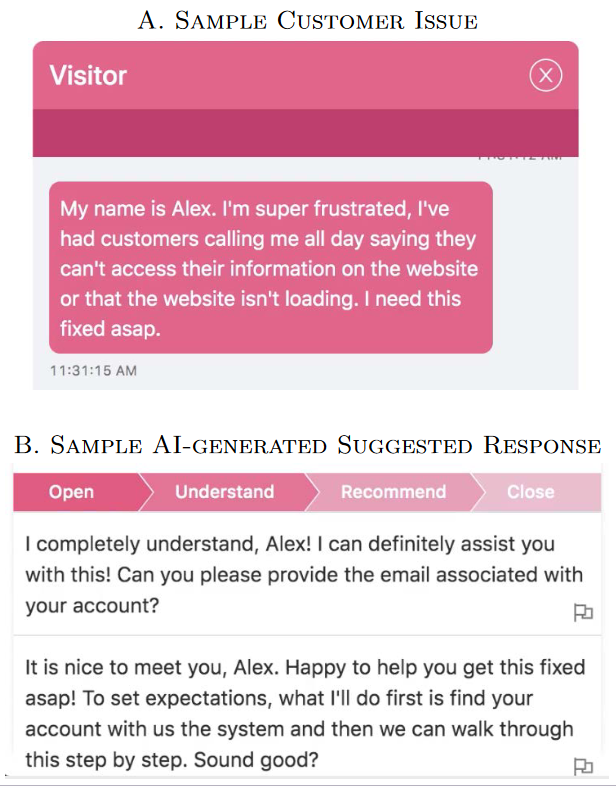 A. Sample Customer Issue
Visitor
My name is Alex. I'm super frustrated, I've
had customers calling me all day saying they
can't access their information on the website
or that the website isn't loading. I need this
fixed asap.
11:31:15 AM
B. Sample AI-generated Suggested Response
Open Understand Recommend Close
I completely understand, Alex! I can definitely assist you
with this! Can you please provide the email associated with
your account?
It is nice to meet you, Alex. Happy to help you get this fixed
asap! To set expectations, what I'll do first is find your
account with us the system and then we can walk through
this step by step. Sound good?